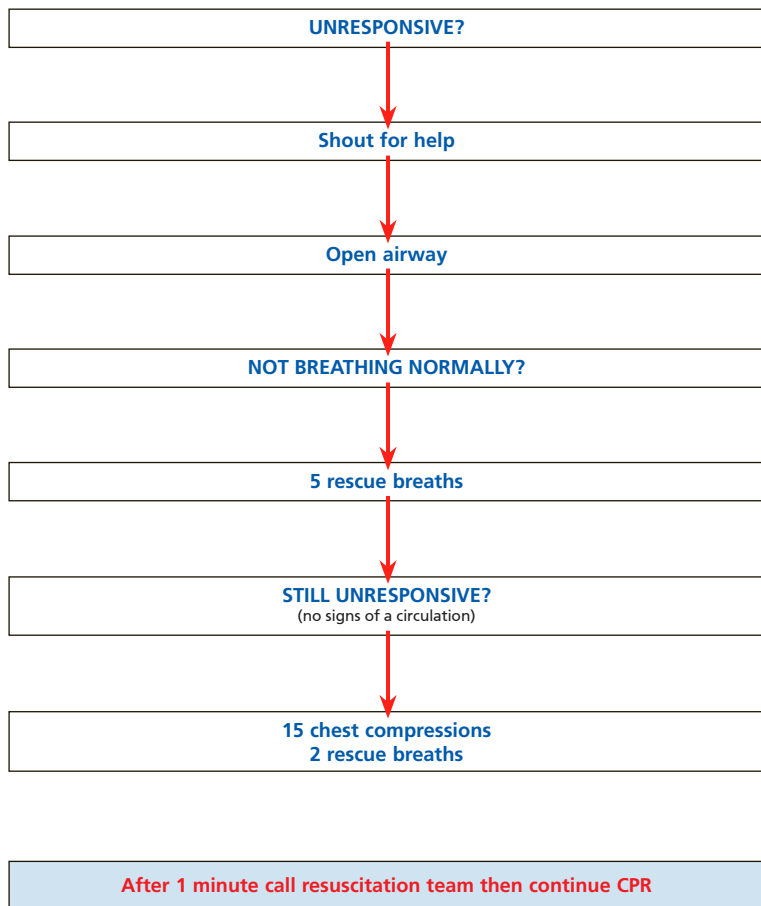 UNRESPONSIVE?
Shout for help
Open airway
NOT BREATHING NORMALLY?
5 rescue breaths
STILL UNRESPONSIVE?
(no signs of a circulation)
15 chest compressions
2 rescue breaths
After 1 minute call resuscitation team then continue CPR